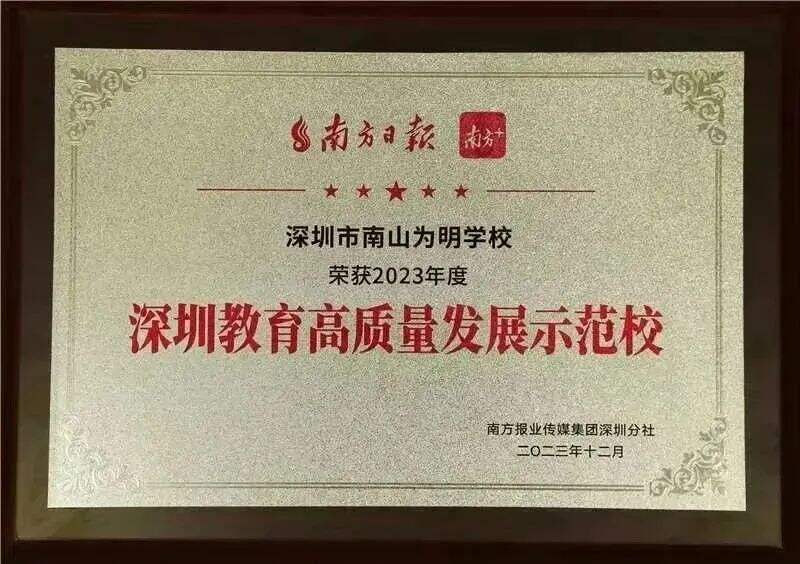 南方日报 南方+
深圳市南山为明学校
荣获2023年度
深圳教育高质量发展示范校
南方报业传媒集团深圳分社
二〇二三年十二月